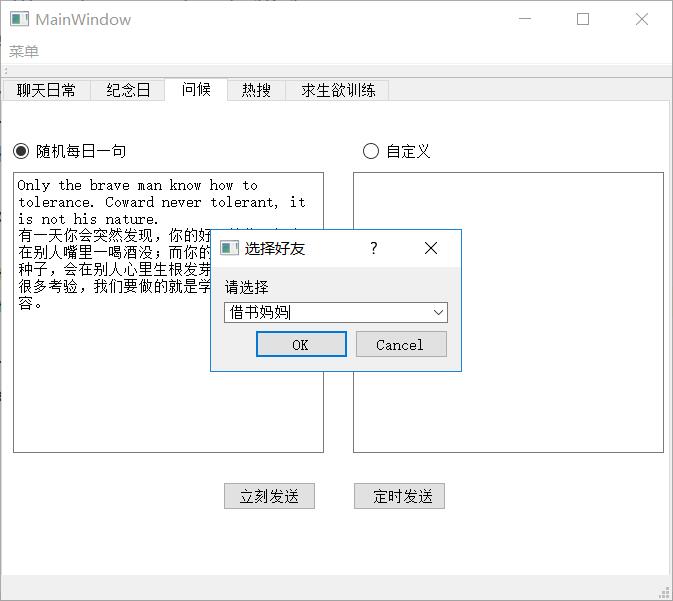 MainWindow
菜单
聊天日常 纪念日 问候 热搜 求生欲训练
随机每日一句 自定义
Only the brave man know how to
tolerance. Coward never tolerant, it
is not his nature.
有一天你会突然发现，你的好
在别人嘴里一喝酒没；而你的
种子，会在别人心里生根发芽
很多考验，我们要做的就是学
容。
选择好友
请选择
借书妈妈
OK Cancel
立刻发送 定时发送